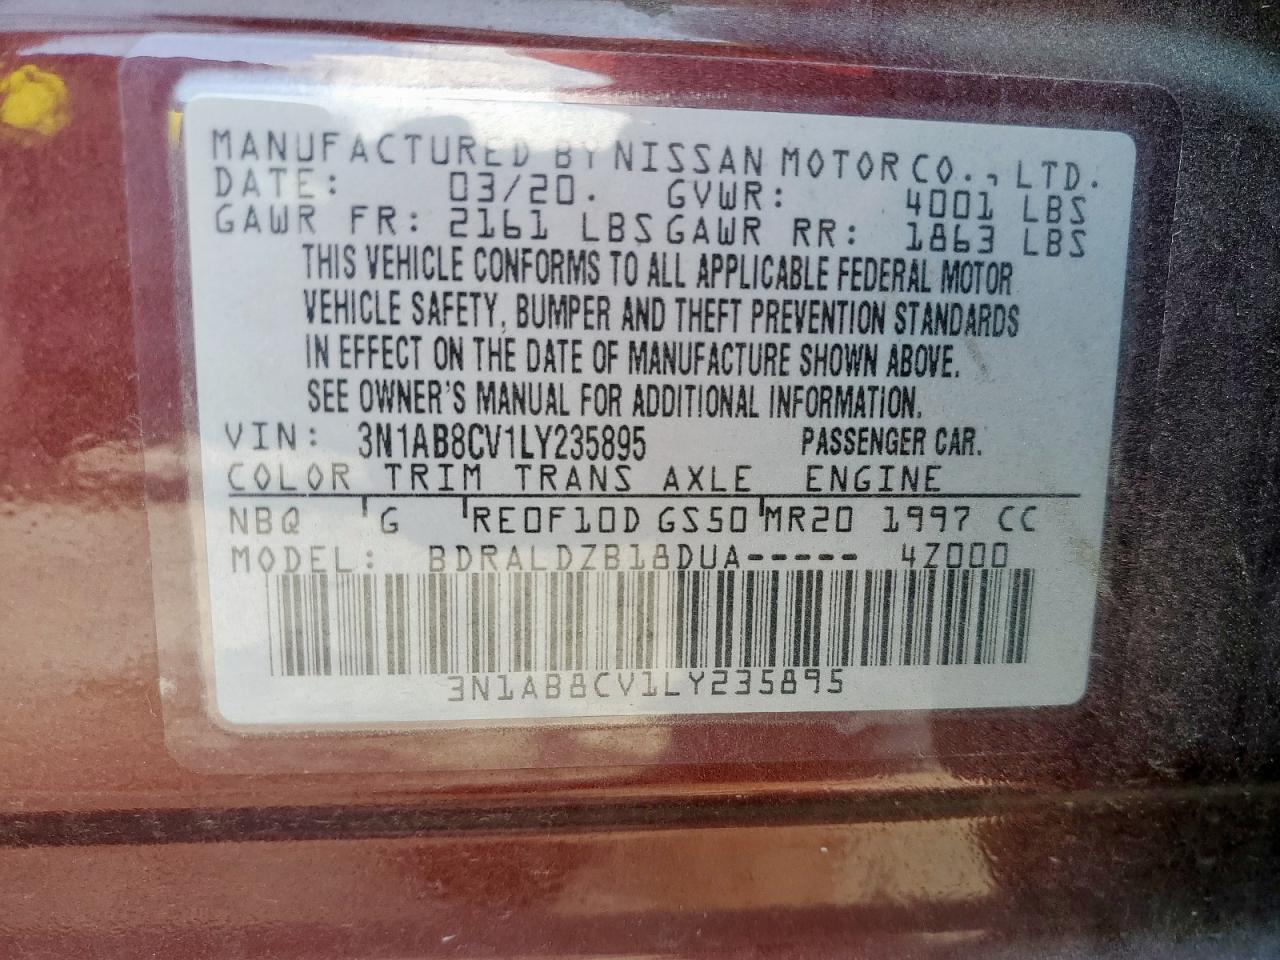 MANUFACTURED BY NISSAN MOTOR CO., LTD.
DATE: 03/20. GVWR: 4001 LBS
GAWR FR: 2161 LBS GAWR RR: 1863 LBS
THIS VEHICLE CONFORMS TO ALL APPLICABLE FEDERAL MOTOR
VEHICLE SAFETY, BUMPER AND THEFT PREVENTION STANDARDS
IN EFFECT ON THE DATE OF MANUFACTURE SHOWN ABOVE.
SEE OWNER'S MANUAL FOR ADDITIONAL INFORMATION.
VIN: 3N1AB8CV1LY235895 PASSENGER CAR.
COLOR TRIM TRANS AXLE ENGINE
NBQ G RE0F10D GS50 MR20 1997 CC
MODEL: BDRALDZB18DUA----- 4Z000
3N1AB8CV1LY235895